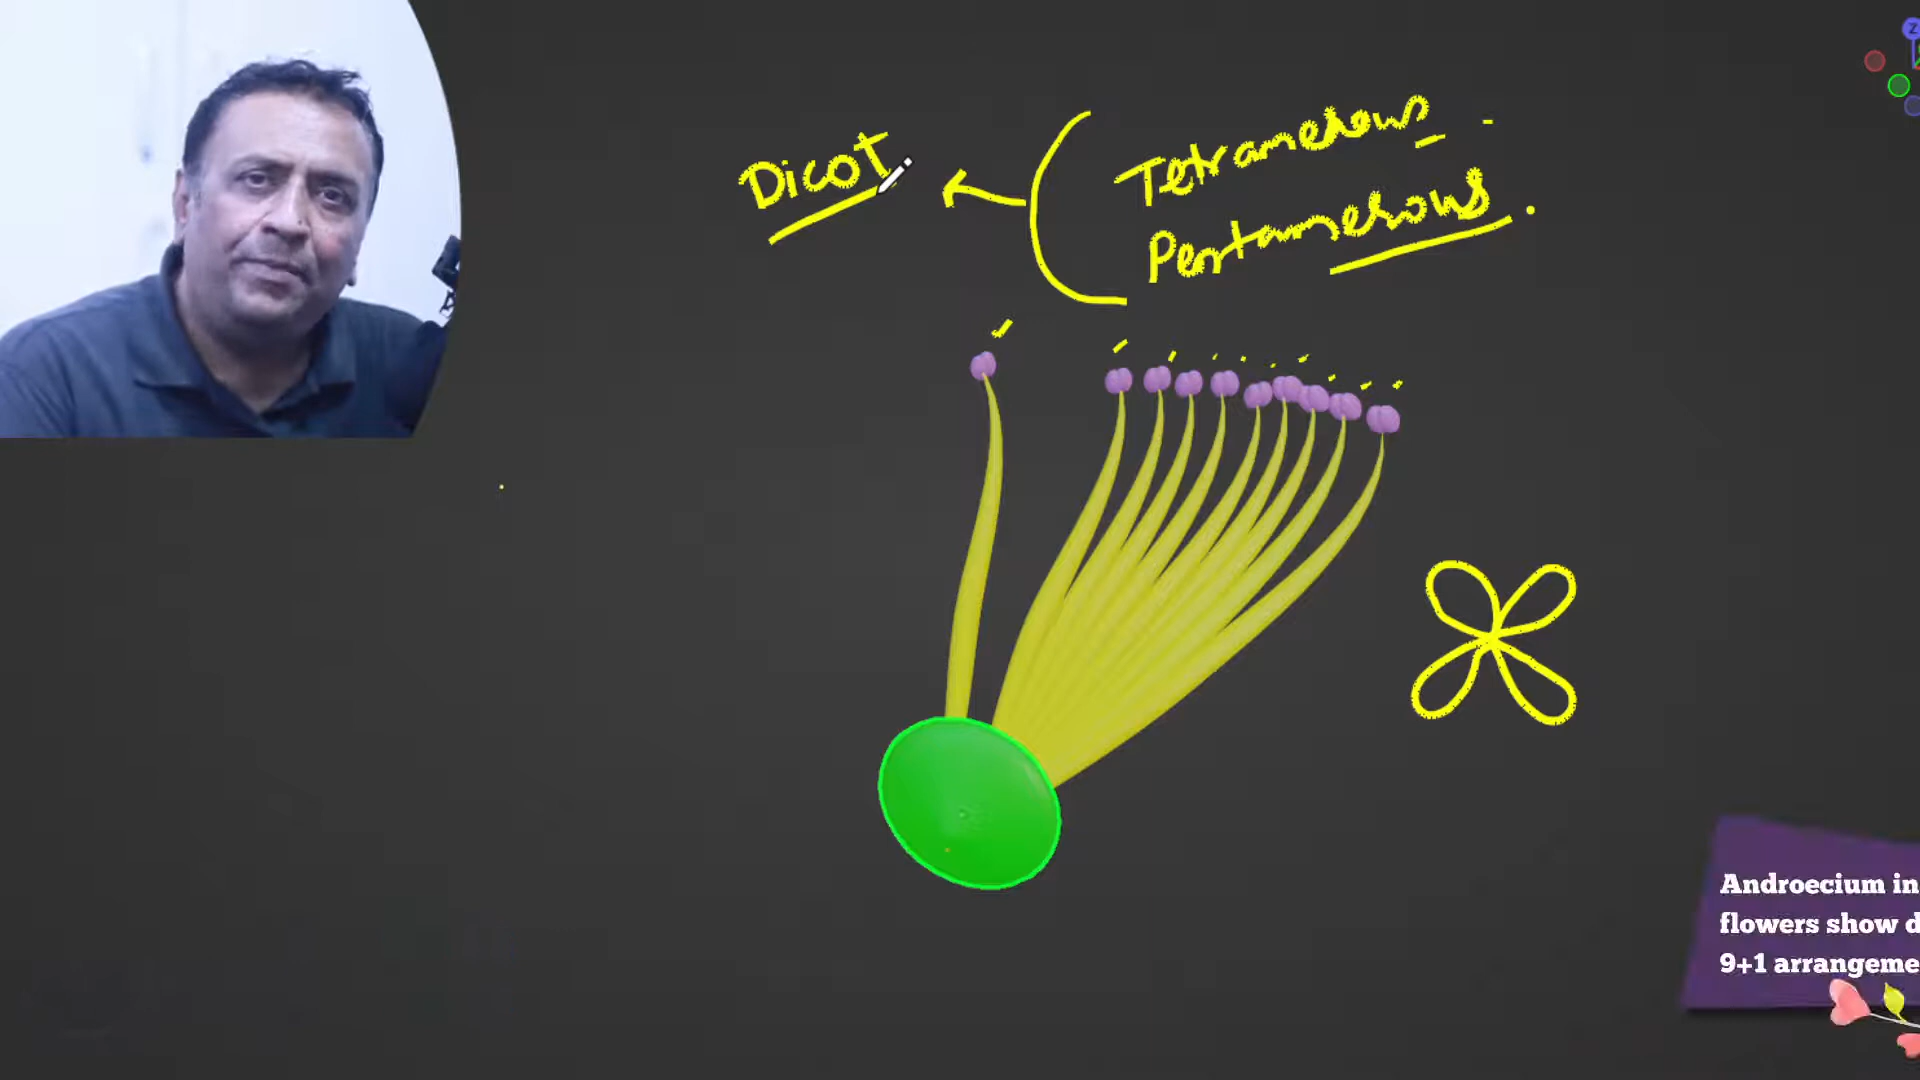 Dicot
Tetramerous
Pentamerous
Z
Androecium in
flowers show d
9+1 arrangeme